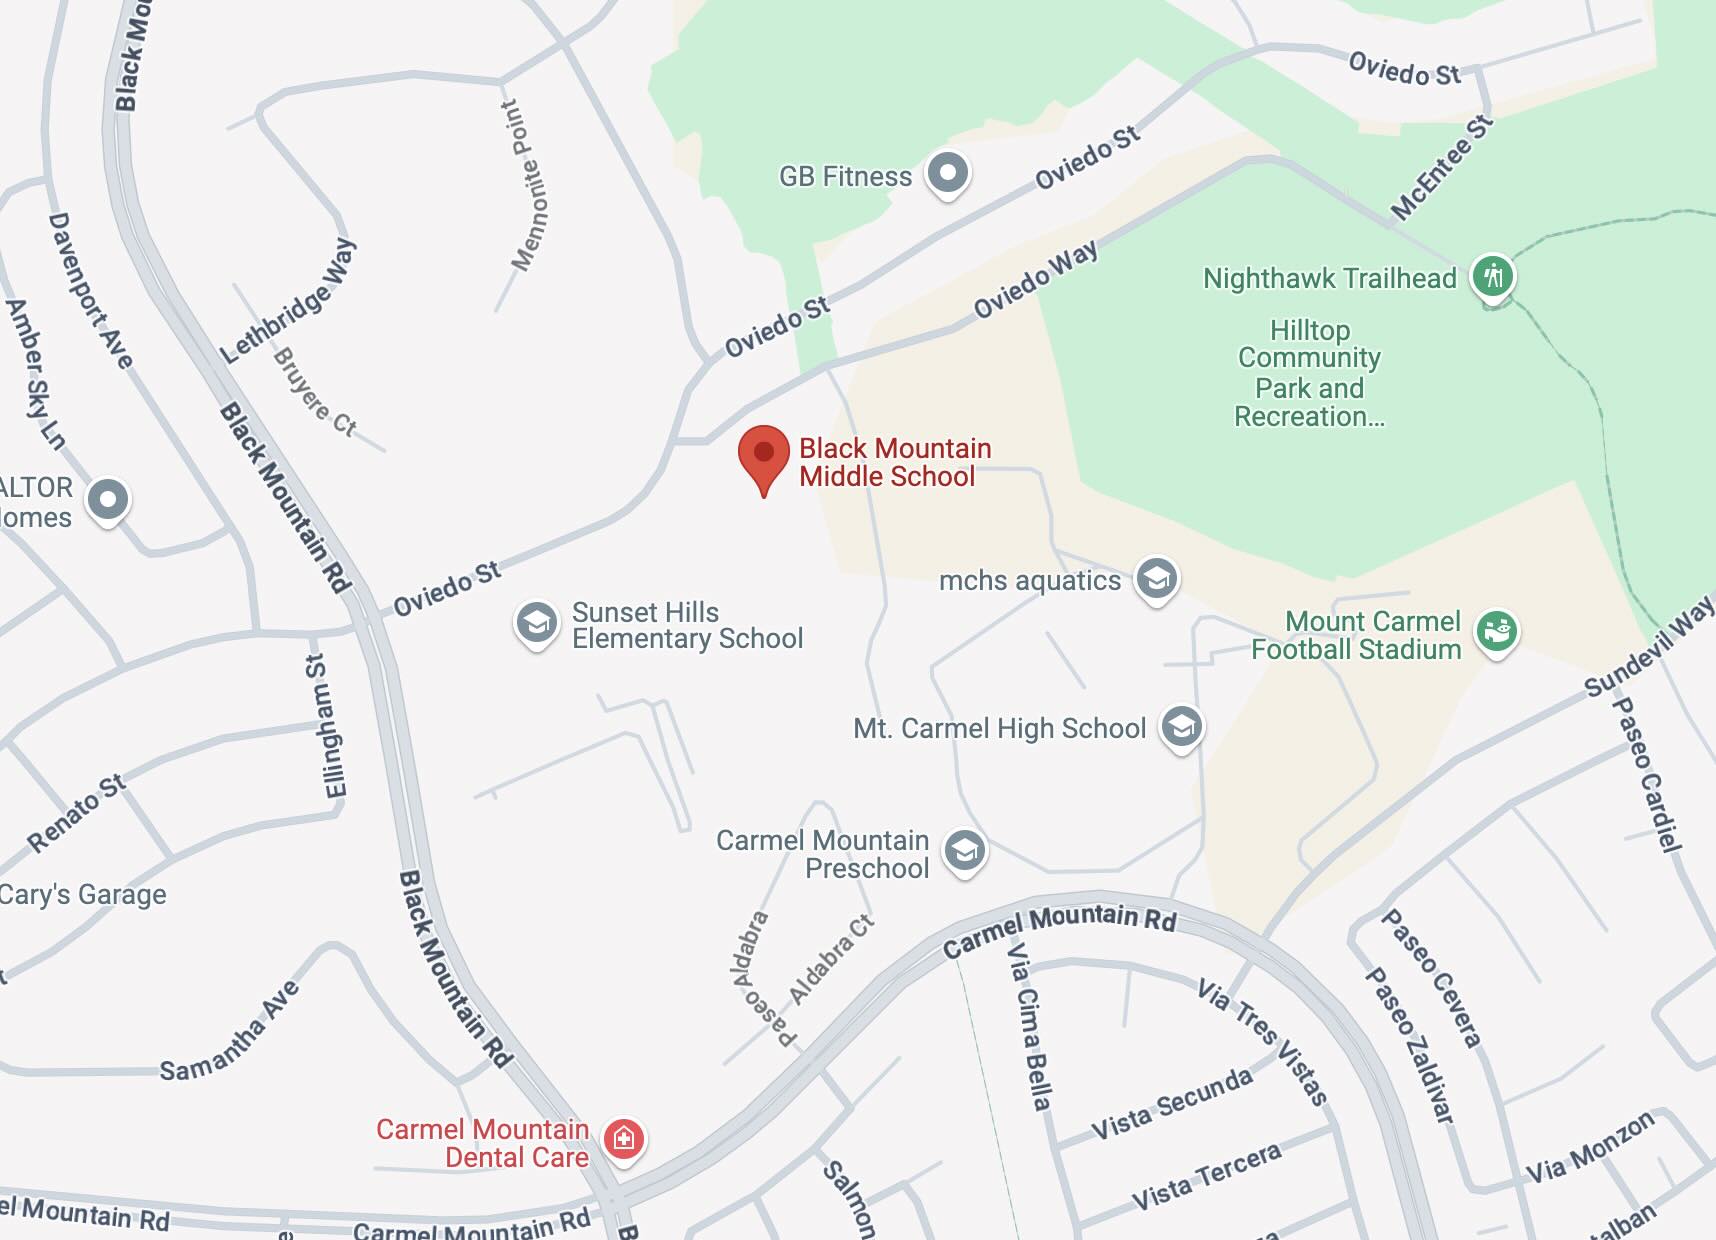 Black Mou
Oviedo St
McEntee St
Mennonite Point
GB Fitness
Oviedo St
Davenport Ave
Lethbridge Way
Oviedo Way
Nighthawk Trailhead
Oviedo St
Hilltop
Community
Park and
Recreation...
Amber Sky Ln
Bruyere Ct
Black Mountain Rd
Black Mountain
Middle School
ALTOR
Homes
Oviedo St
mchs aquatics
Sunset Hills
Elementary School
Mount Carmel
Football Stadium
Sundevil Way
Ellingham St
Paseo Cardiel
Mt. Carmel High School
Renato St
Carmel Mountain
Preschool
Cary's Garage
Black Mountain Rd
Paseo Aldabra
Aldabra Ct
Carmel Mountain Rd
Via Cima Bella
Via Tres Vistas
Paseo Cevera
Paseo Zaldivar
Samantha Ave
Vista Secunda
Carmel Mountain
Dental Care
Via Monzon
Vista Tercera
Salmon
el Mountain Rd
Carmel Mountain Rd
B
talban